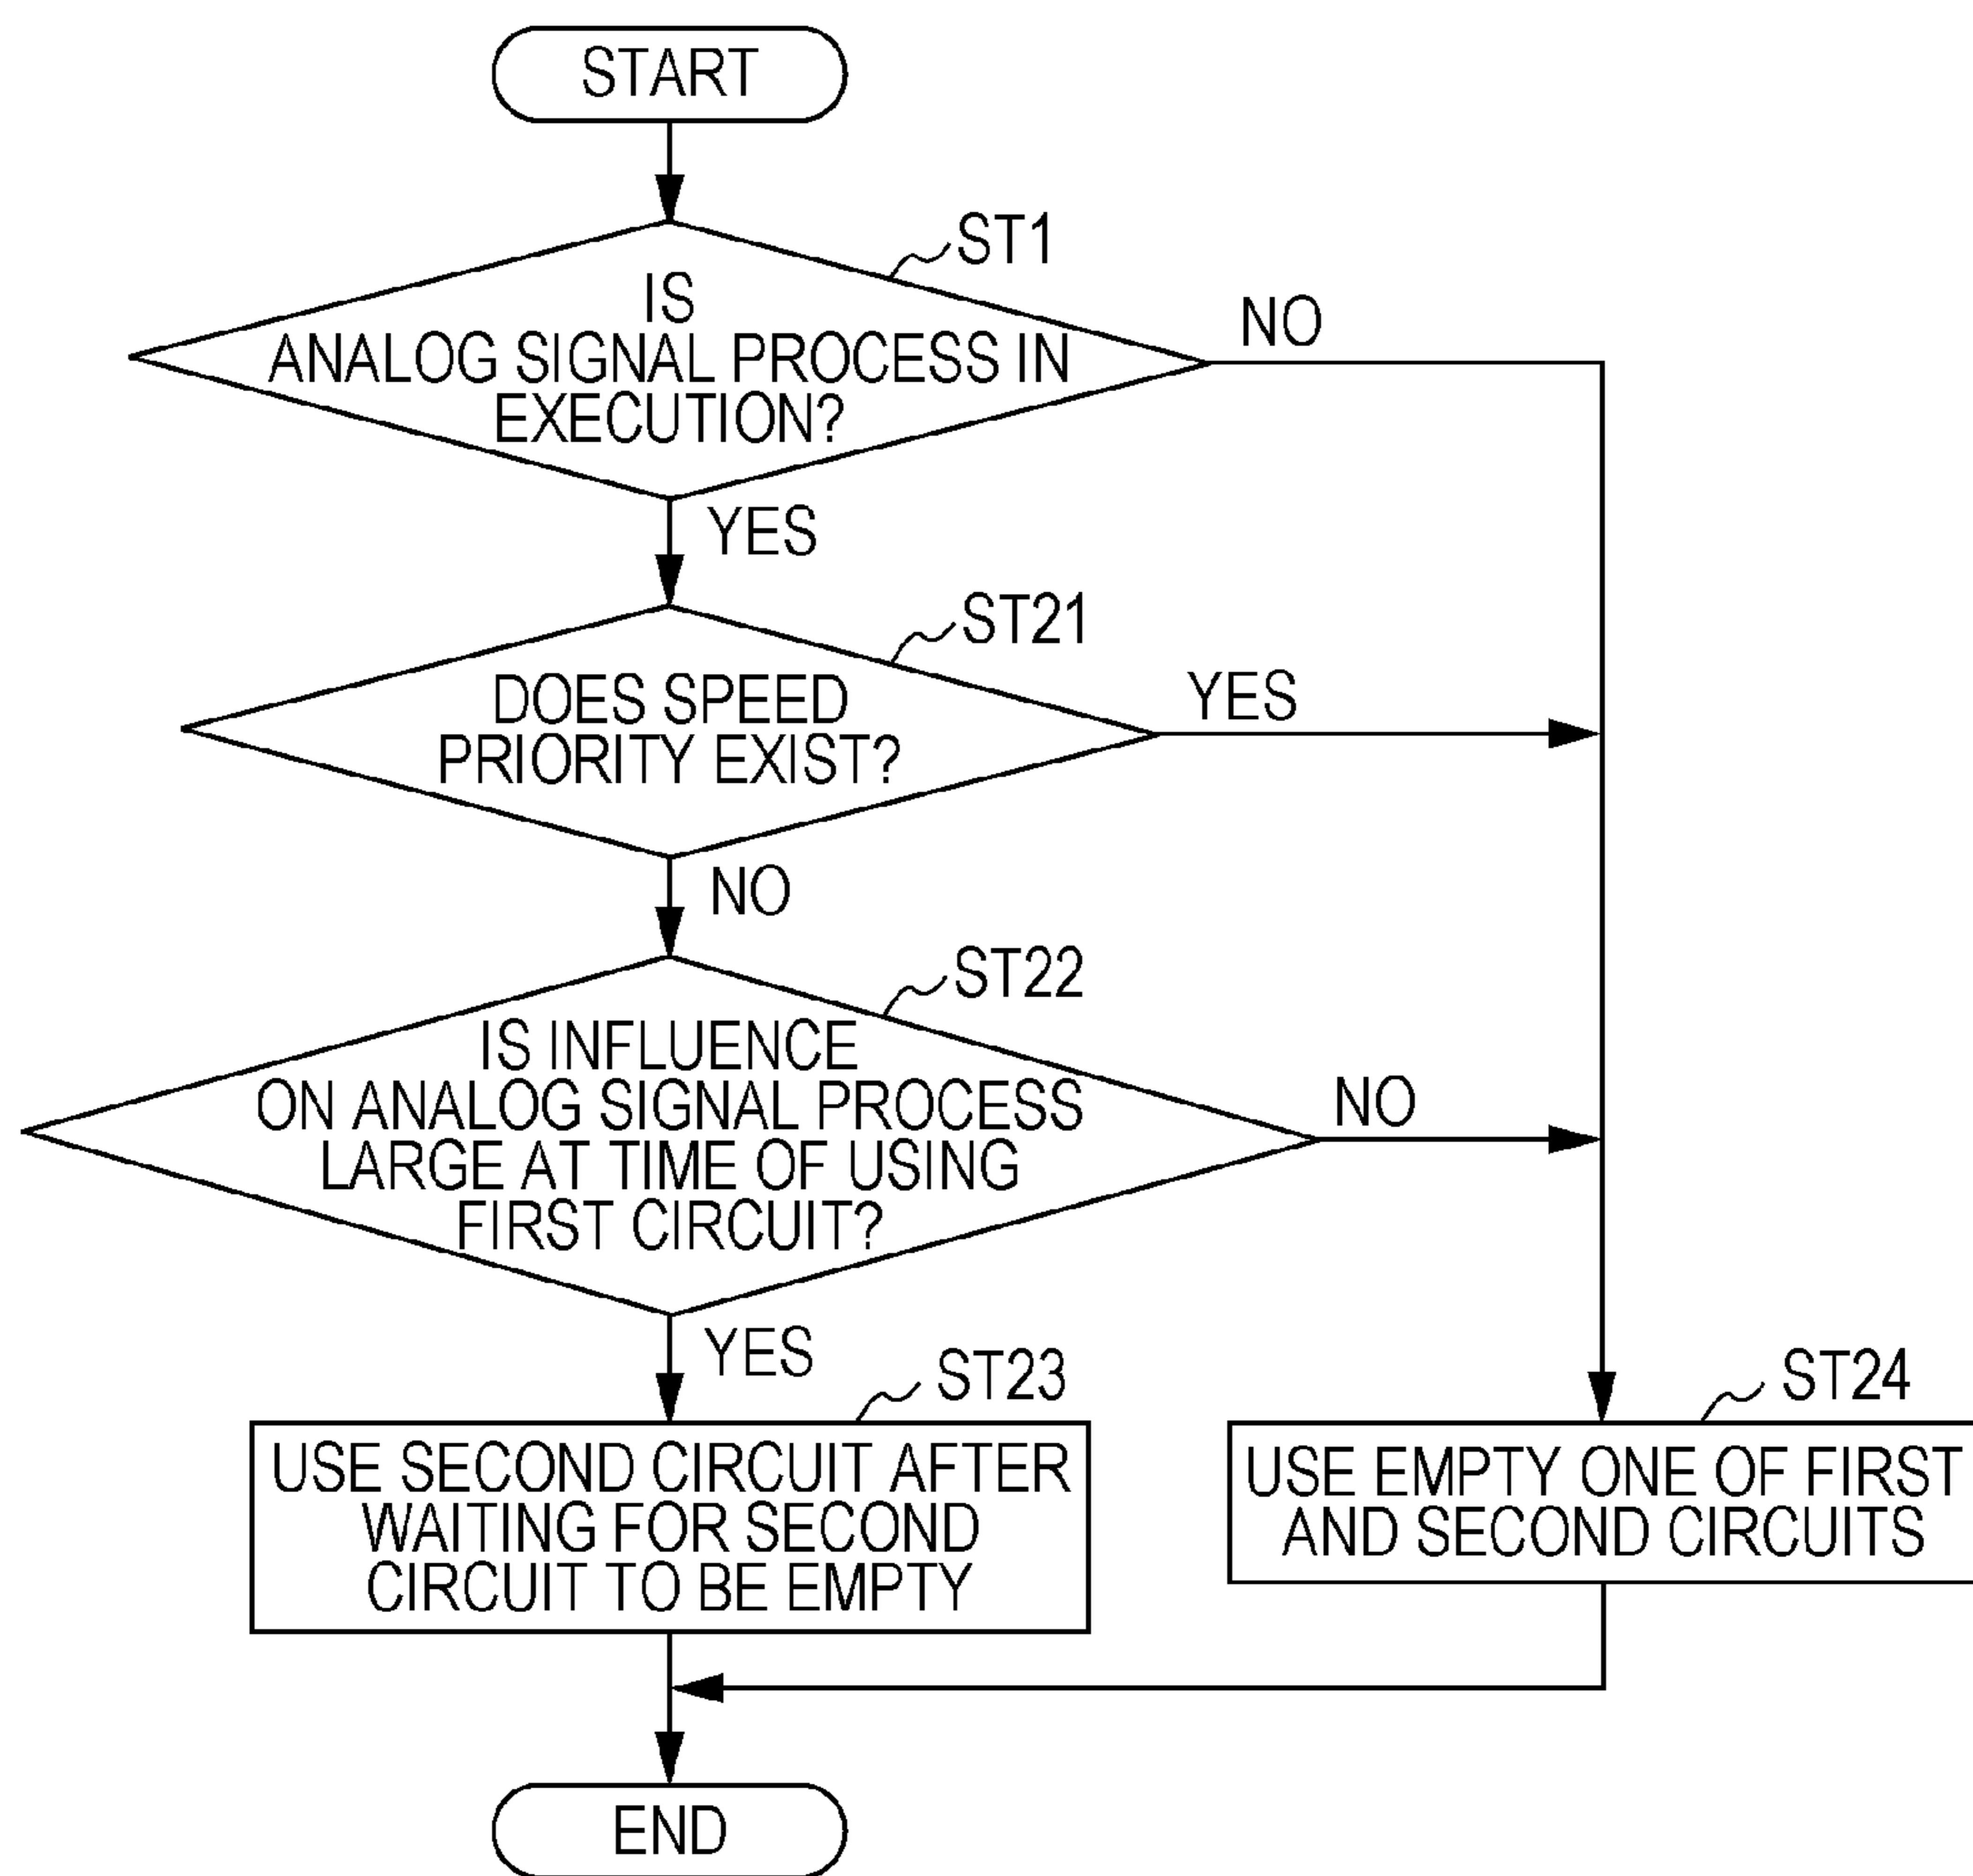 START
ST1
IS
ANALOG SIGNAL PROCESS IN
EXECUTION?
NO
YES
ST21
DOES SPEED
PRIORITY EXIST?
YES
NO
ST22
IS INFLUENCE
ON ANALOG SIGNAL PROCESS
LARGE AT TIME OF USING
FIRST CIRCUIT?
NO
YES
ST23
USE SECOND CIRCUIT AFTER
WAITING FOR SECOND
CIRCUIT TO BE EMPTY
ST24
USE EMPTY ONE OF FIRST
AND SECOND CIRCUITS
END